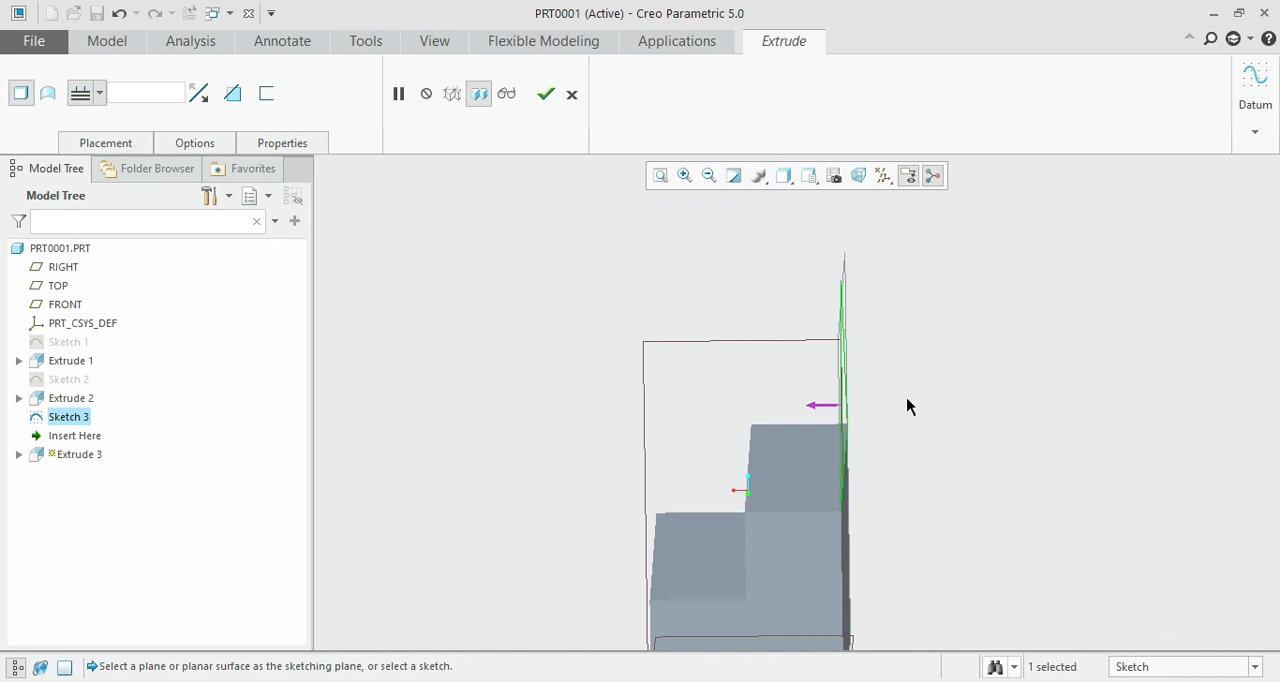 PRT0001 (Active) - Creo Parametric 5.0
File Model Analysis Annotate Tools View Flexible Modeling Applications Extrude
Datum
Placement Options Properties
Model Tree Folder Browser Favorites
Model Tree
PRT0001.PRT
RIGHT
TOP
FRONT
PRT_CSYS_DEF
Sketch 1
Extrude 1
Sketch 2
Extrude 2
Sketch 3
Insert Here
Extrude 3
Select a plane or planar surface as the sketching plane, or select a sketch. 1 selected Sketch